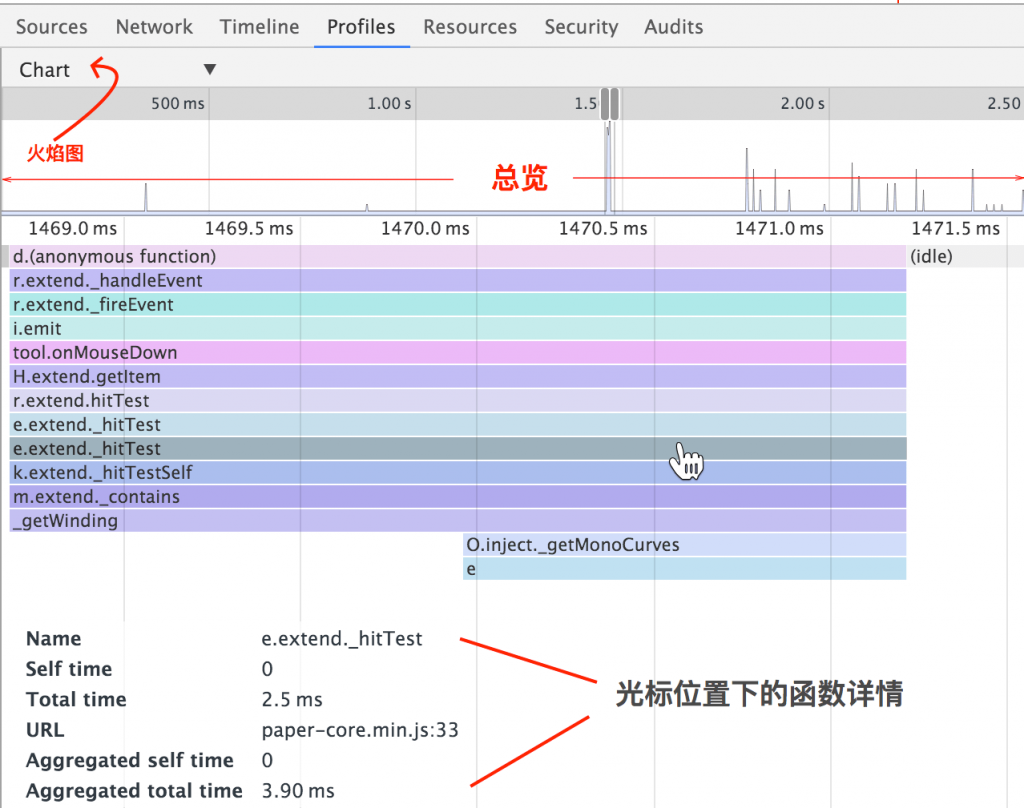 Sources Network Timeline Profiles Resources Security Audits
Chart ▼
500 ms 1.00 s 1.5 2.00 s 2.50
火焰图
总览
1469.0 ms 1469.5 ms 1470.0 ms 1470.5 ms 1471.0 ms 1471.5 ms
d.(anonymous function) (idle)
r.extend._handleEvent
r.extend._fireEvent
i.emit
tool.onMouseDown
H.extend.getItem
r.extend.hitTest
e.extend._hitTest
e.extend._hitTest
k.extend._hitTestSelf
m.extend._contains
_getWinding
O.inject._getMonoCurves
e
Name e.extend._hitTest
Self time 0
Total time 2.5 ms
光标位置下的函数详情
URL paper-core.min.js:33
Aggregated self time 0
Aggregated total time 3.90 ms